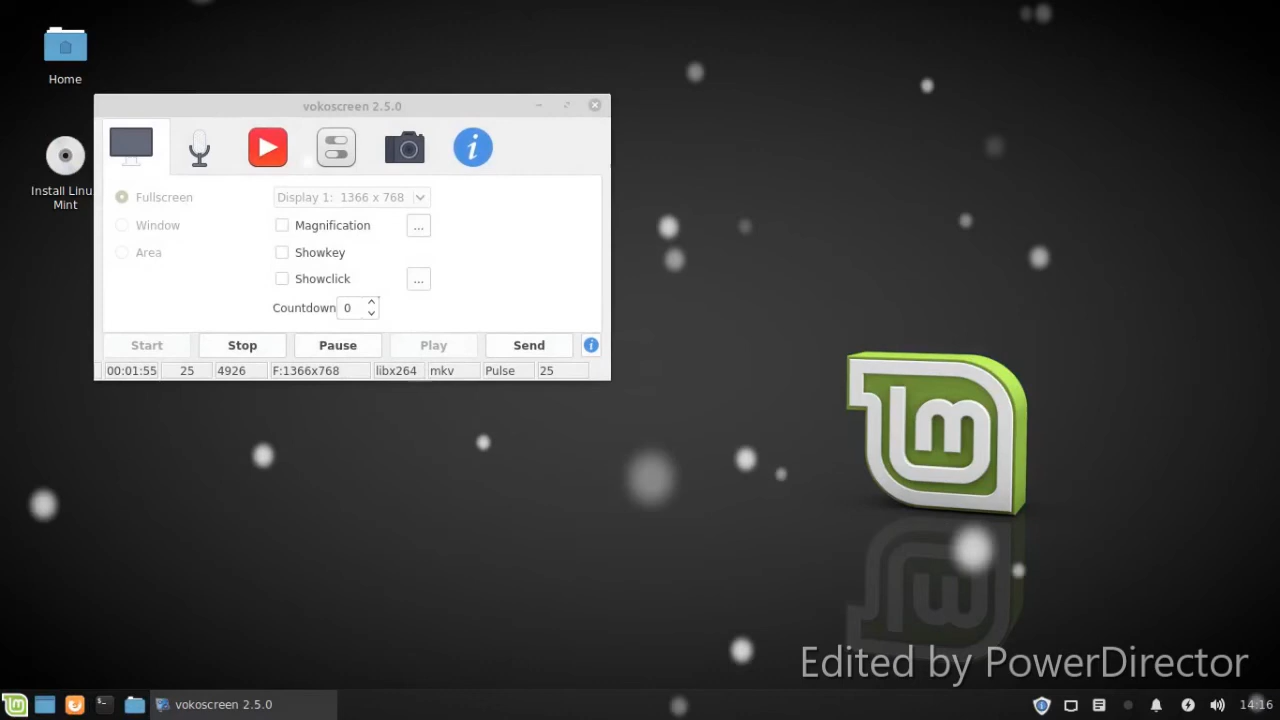 Home
Install Linu
Mint
vokoscreen 2.5.0
Fullscreen
Display 1: 1366 x 768
Window
Magnification
...
Area
Showkey
Showclick
...
Countdown 0
Start
Stop
Pause
Play
Send
00:01:55
25
4926
F:1366x768
libx264
mkv
Pulse
25
Edited by PowerDirector
vokoscreen 2.5.0
14:16